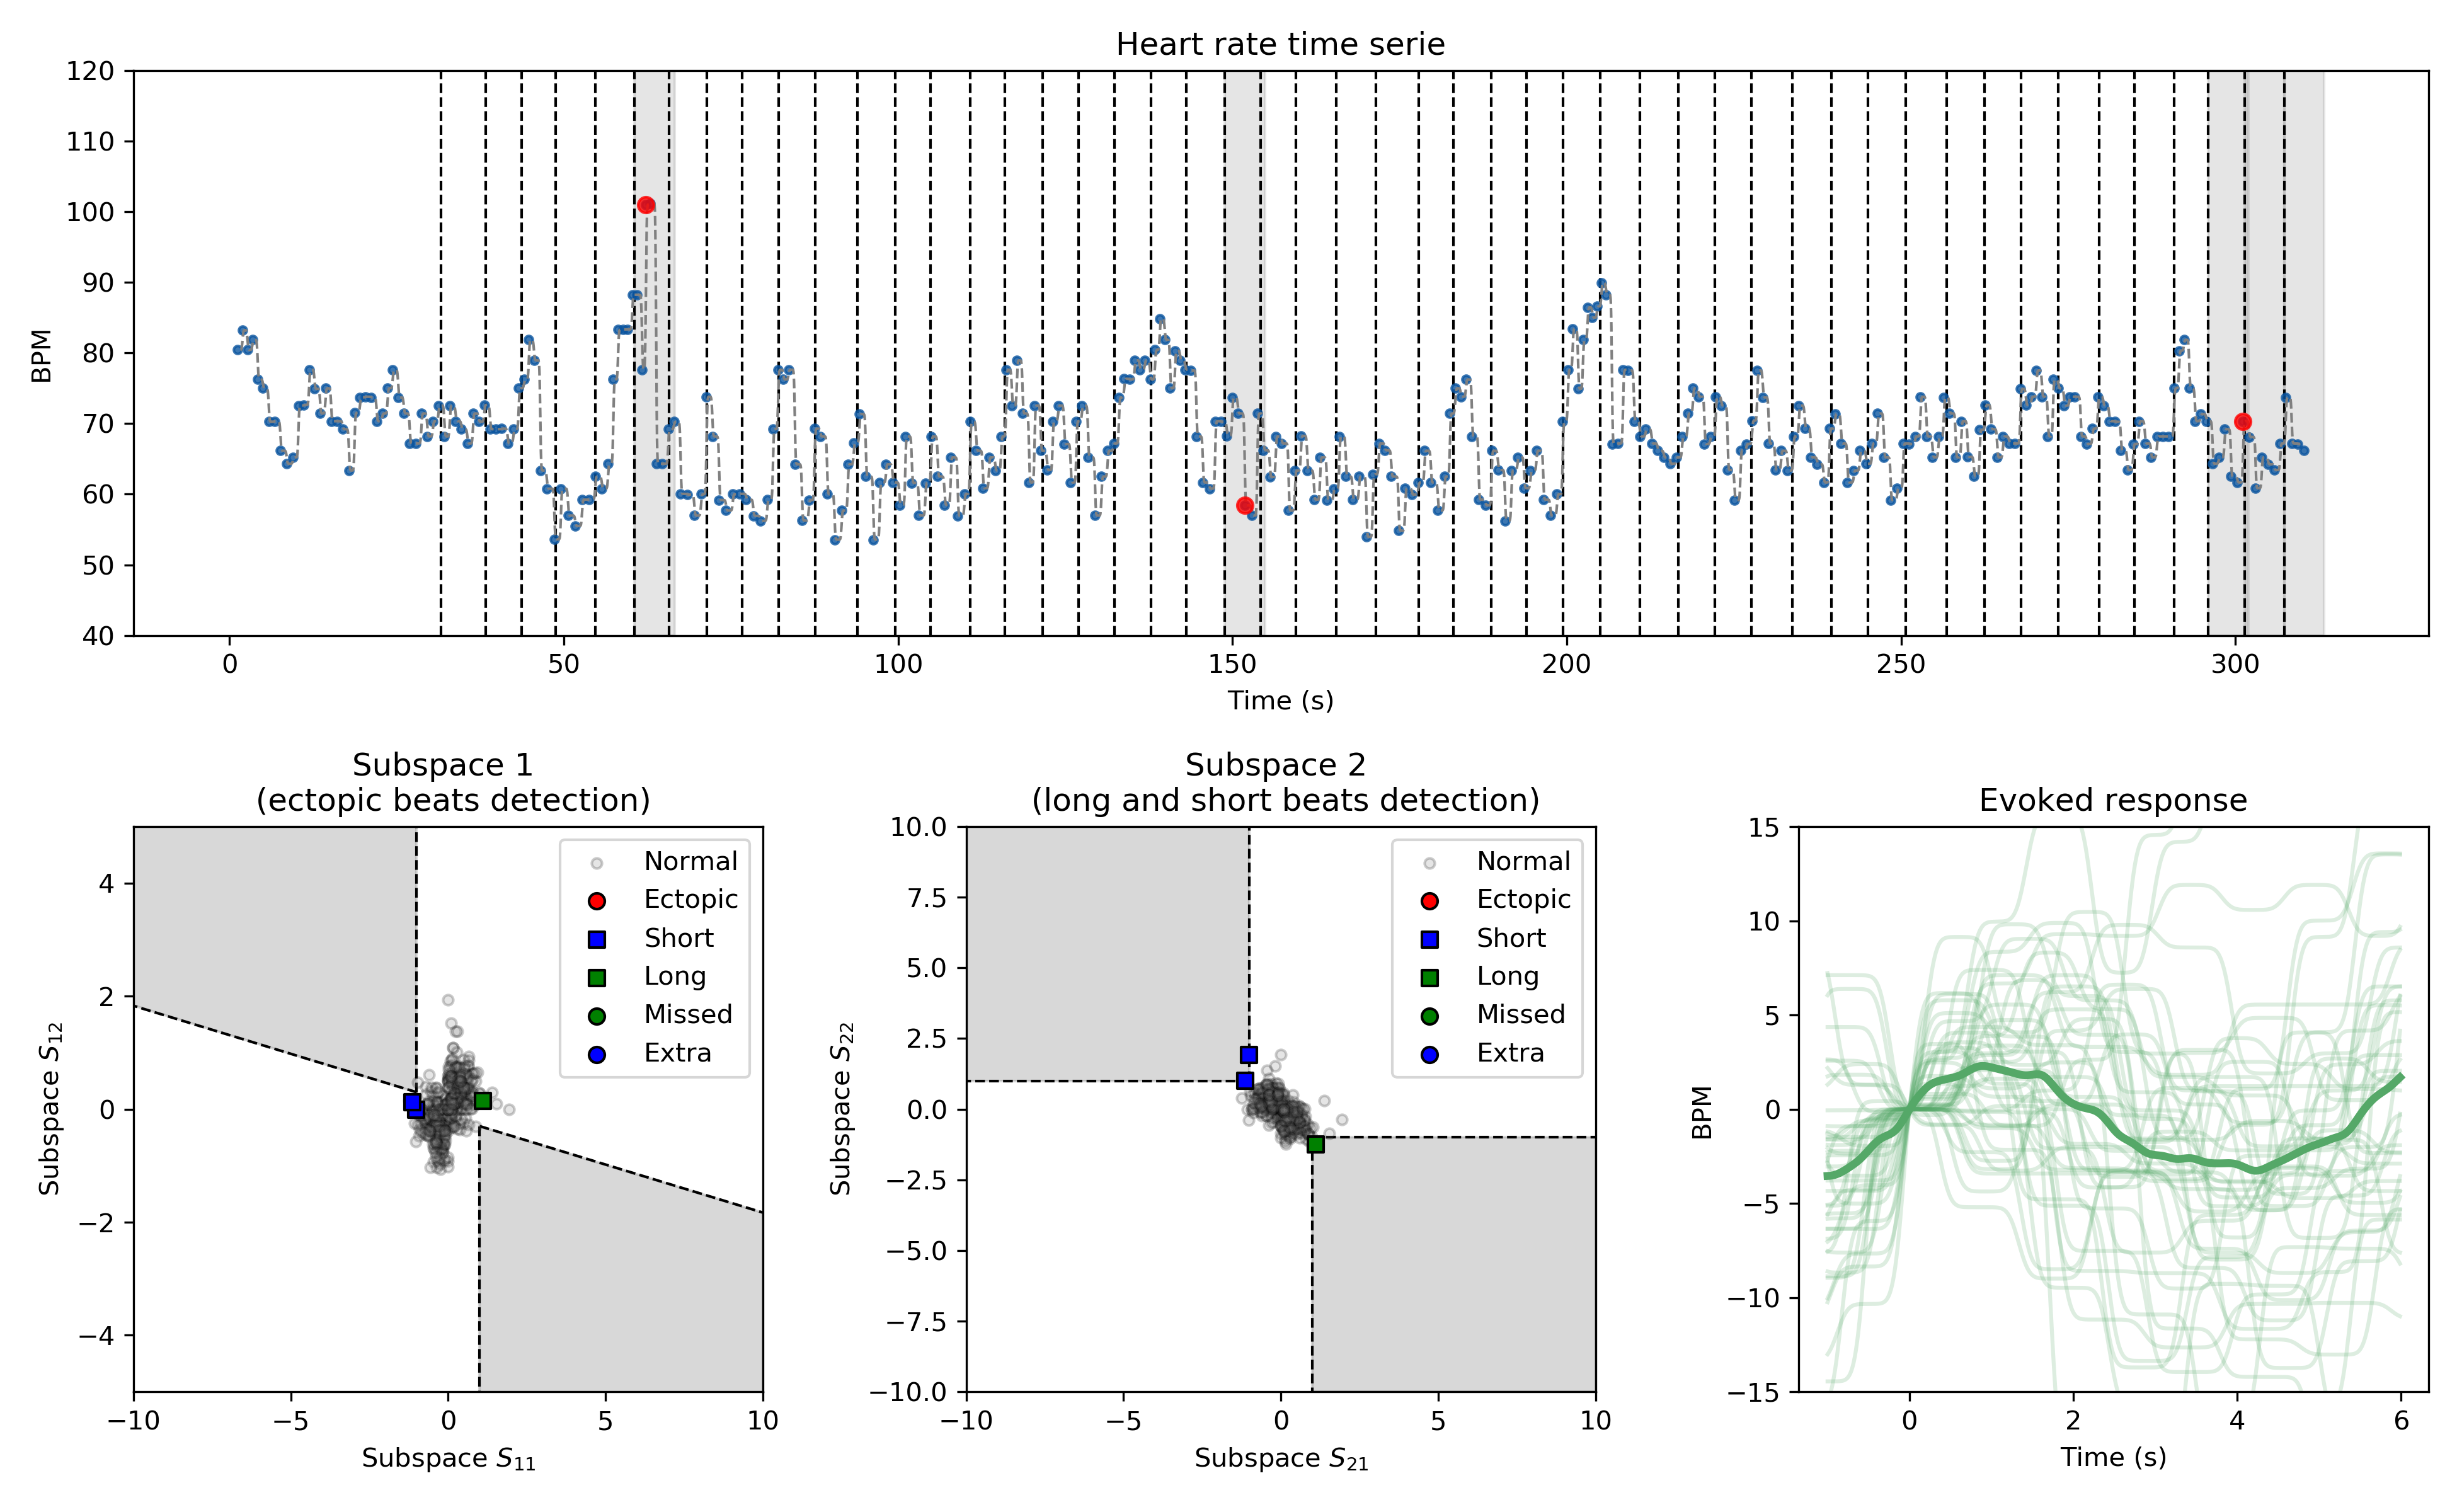 Heart rate time serie
120
110
100
90
80
70
60
50
40
BPM
0 50 100 150 200 250 300
Time (s)
Subspace 1
(ectopic beats detection)
4
2
0
−2
−4
Subspace S₁₂
Normal
Ectopic
Short
Long
Missed
Extra
−10 −5 0 5 10
Subspace S₁₁
Subspace 2
(long and short beats detection)
10.0
7.5
5.0
2.5
0.0
−2.5
−5.0
−7.5
−10.0
Subspace S₂₂
Normal
Ectopic
Short
Long
Missed
Extra
−10 −5 0 5 10
Subspace S₂₁
Evoked response
15
10
5
0
−5
−10
−15
BPM
0 2 4 6
Time (s)